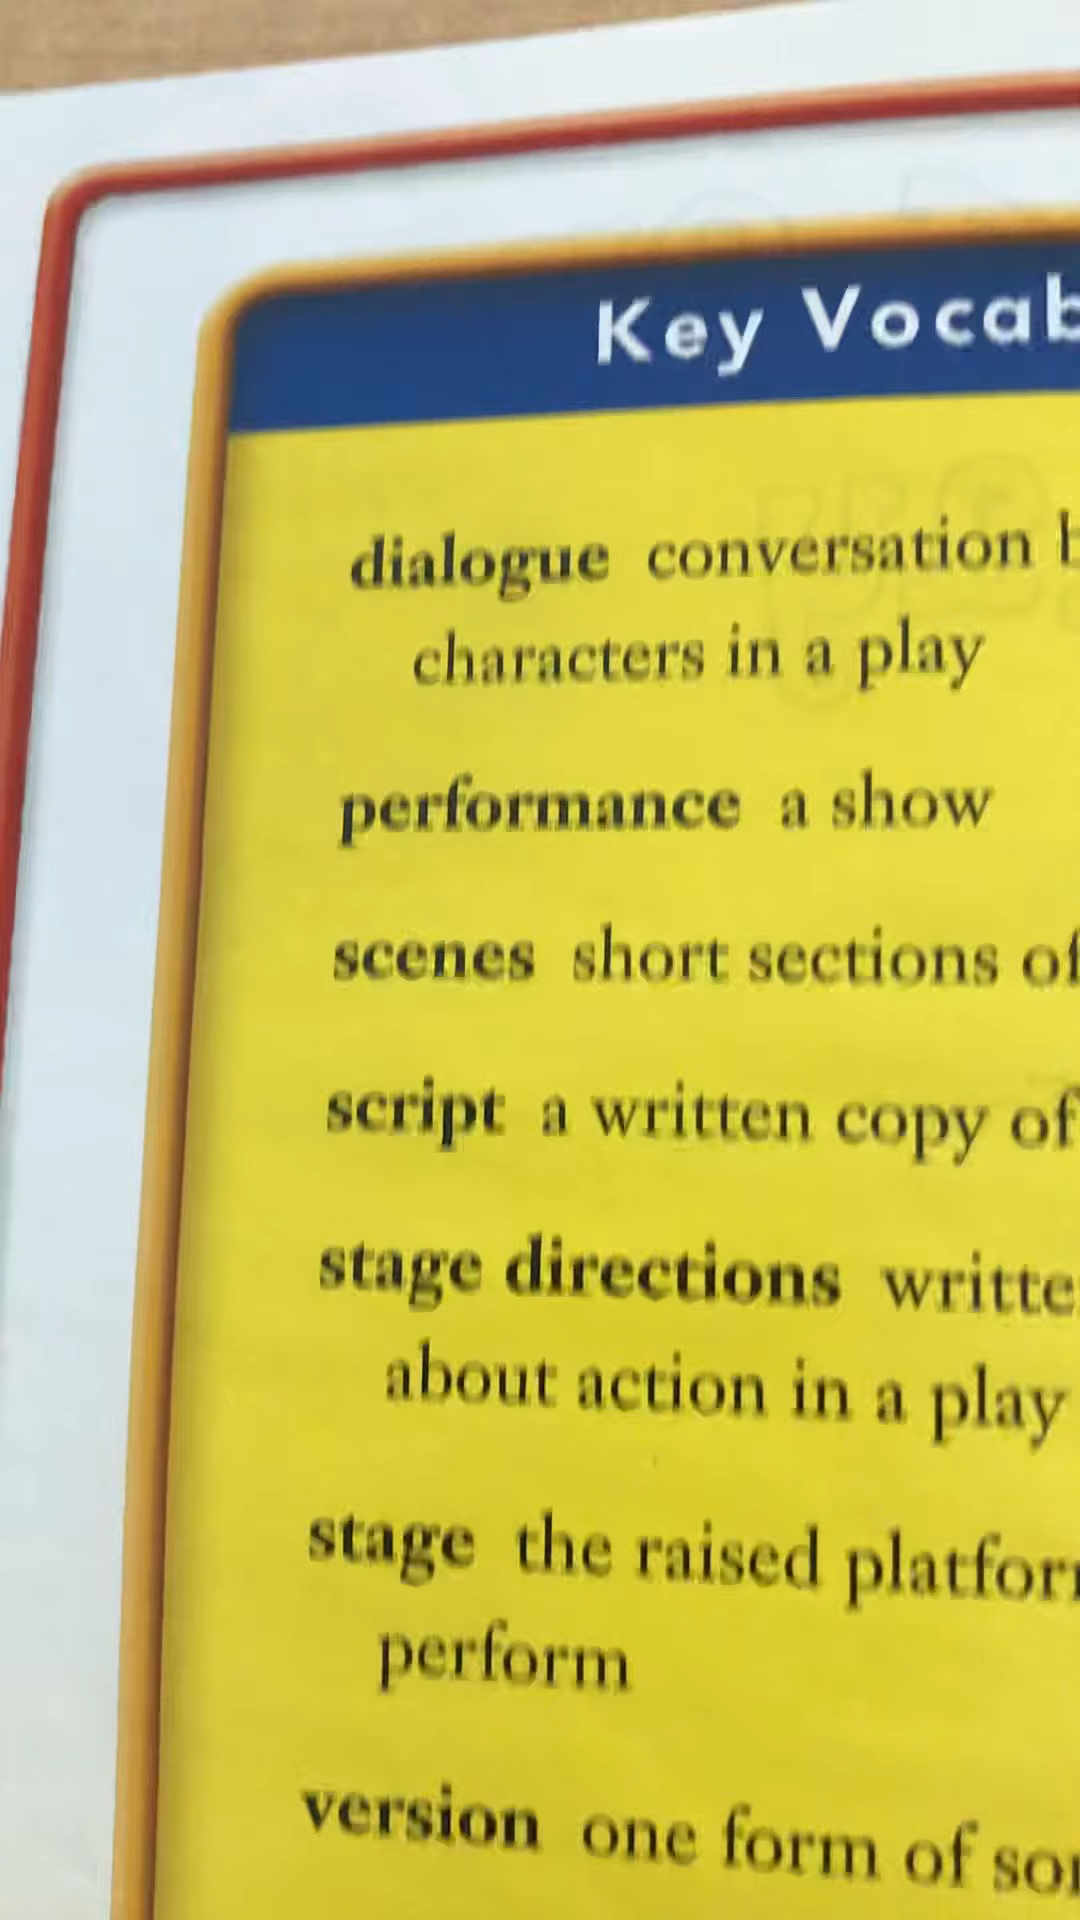 Key Vocab
dialogue conversation b
characters in a play
performance a show
scenes short sections of
script a written copy of
stage directions writte
about action in a play
stage the raised platfor
perform
version one form of so